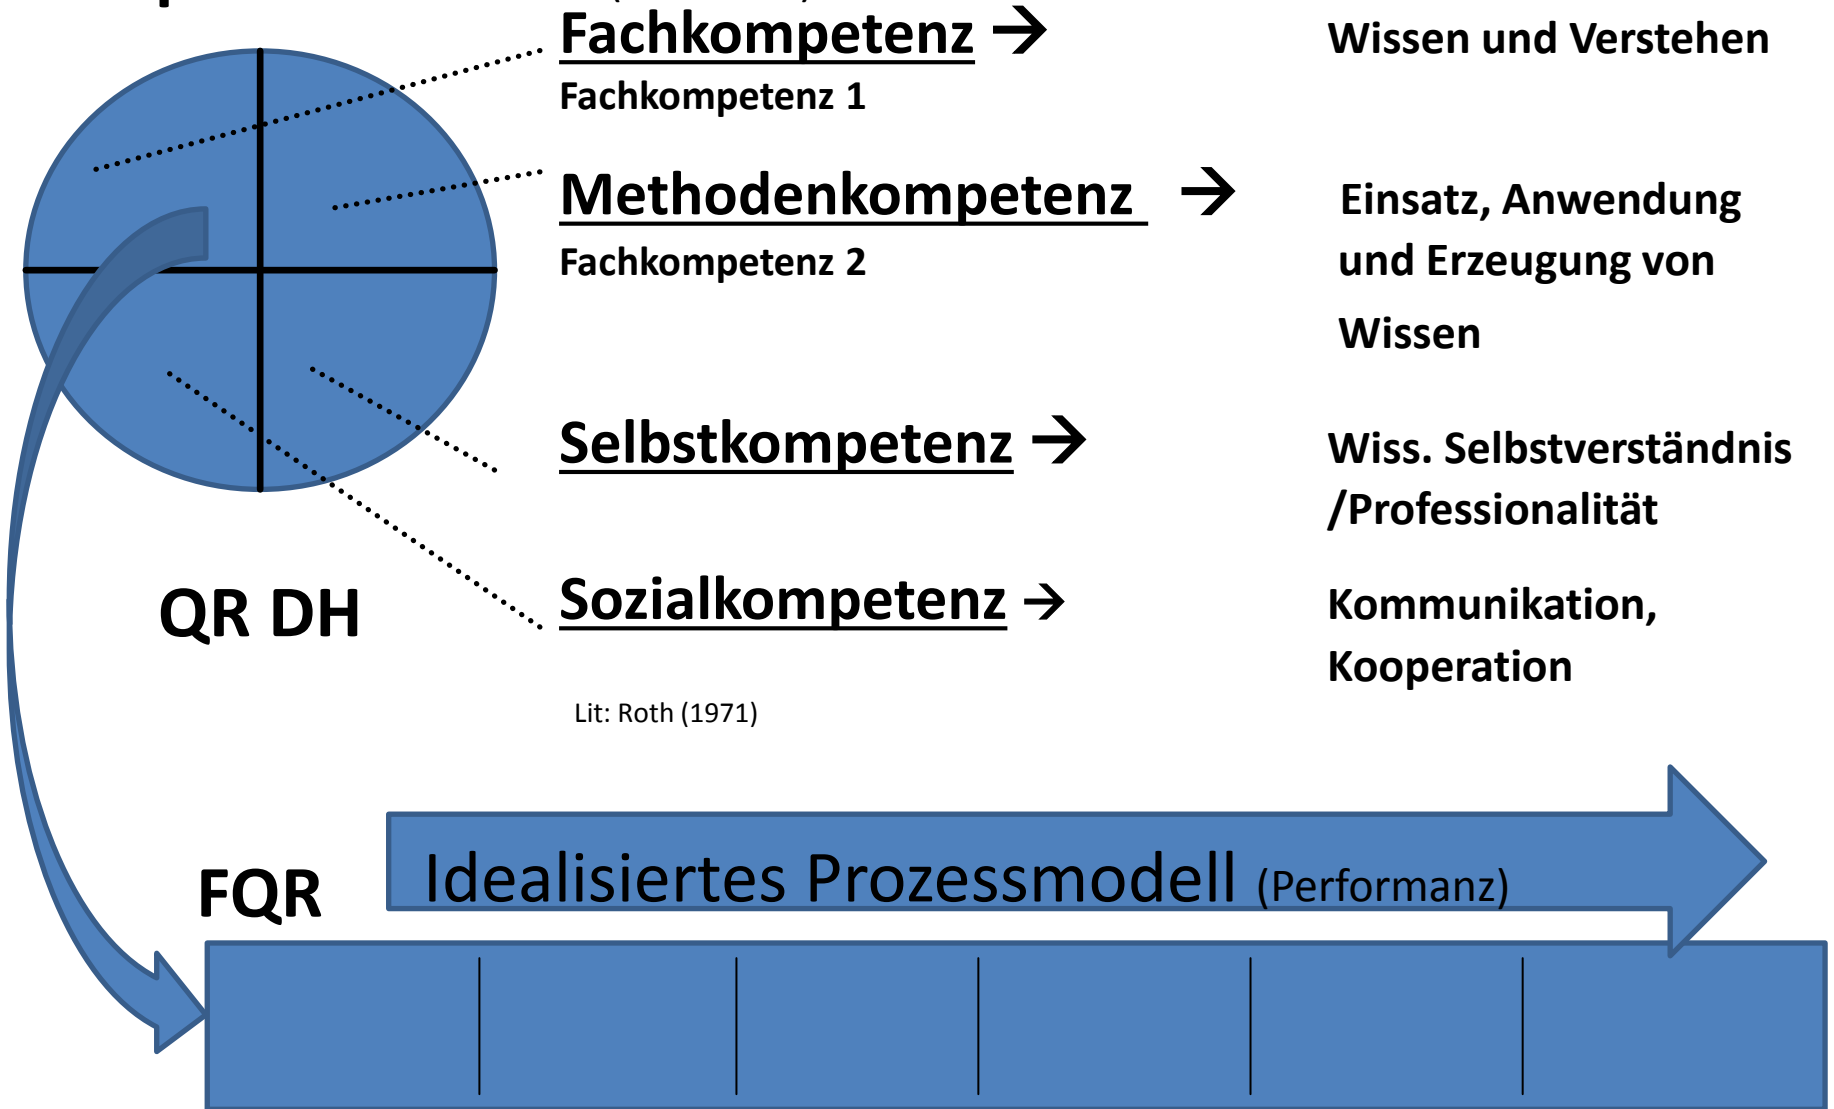 Fachkompetenz → Wissen und Verstehen
Fachkompetenz 1
Methodenkompetenz → Einsatz, Anwendung
Fachkompetenz 2 und Erzeugung von
Wissen
Selbstkompetenz → Wiss. Selbstverständnis
/Professionalität
QR DH
Sozialkompetenz → Kommunikation,
Kooperation
Lit: Roth (1971)
FQR
Idealisiertes Prozessmodell (Performanz)